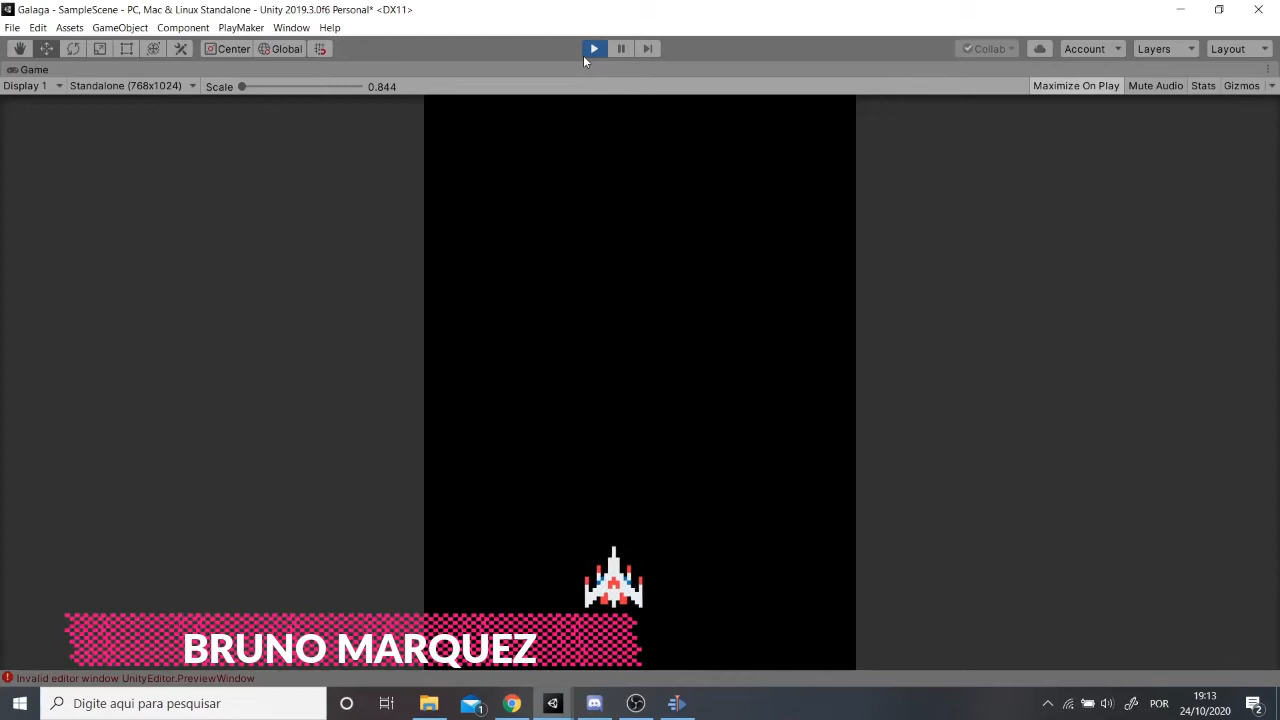 Galaga - SampleScene - PC, Mac & Linux Standalone - Unity 2019.3.0f6 Personal* <DX11>
File Edit Assets GameObject Component PlayMaker Window Help
Center Global Collab Account Layers Layout
Game
Display 1 Standalone (768x1024) Scale 0.844 Maximize On Play Mute Audio Stats Gizmos
BRUNO MARQUEZ
Invalid editor window UnityEditor.PreviewWindow
Digite aqui para pesquisar 1 POR 19:13
24/10/2020 2